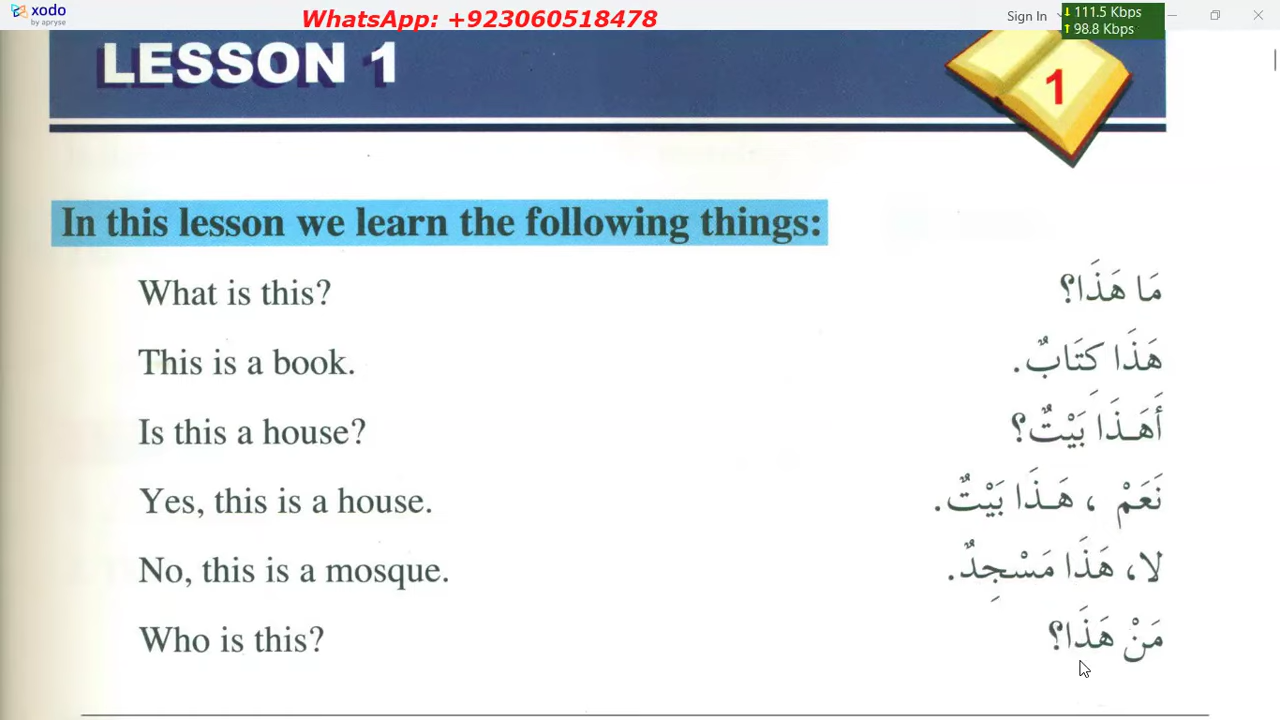 xodo
by apryse
WhatsApp: +923060518478
Sign In
↓ 111.5 Kbps
↑ 98.8 Kbps
LESSON 1
1
In this lesson we learn the following things:
What is this?
مَا هَذَا؟
This is a book.
هَذَا كِتَابٌ.
Is this a house?
أَهَـذَا بَيْتٌ؟
Yes, this is a house.
نَعَمْ ، هَـذَا بَيْتٌ.
No, this is a mosque.
لا، هَذَا مَسْجِدٌ.
Who is this?
مَنْ هَذَا؟